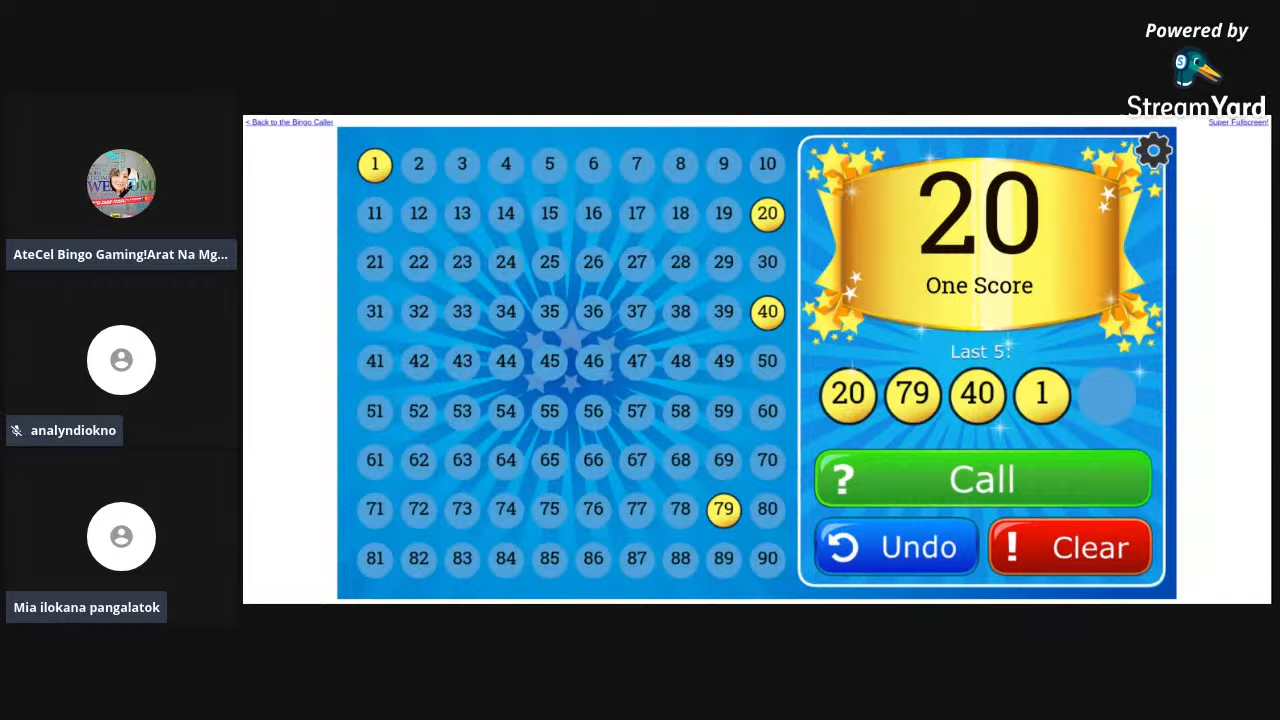 Powered by
StreamYard
< Back to the Bingo Caller
Super Fullscreen!
AteCel Bingo Gaming!Arat Na Mg...
analyndiokno
Mia ilokana pangalatok
1 2 3 4 5 6 7 8 9 10
11 12 13 14 15 16 17 18 19 20
21 22 23 24 25 26 27 28 29 30
31 32 33 34 35 36 37 38 39 40
41 42 43 44 45 46 47 48 49 50
51 52 53 54 55 56 57 58 59 60
61 62 63 64 65 66 67 68 69 70
71 72 73 74 75 76 77 78 79 80
81 82 83 84 85 86 87 88 89 90
20
One Score
Last 5:
20 79 40 1
? Call
Undo
! Clear